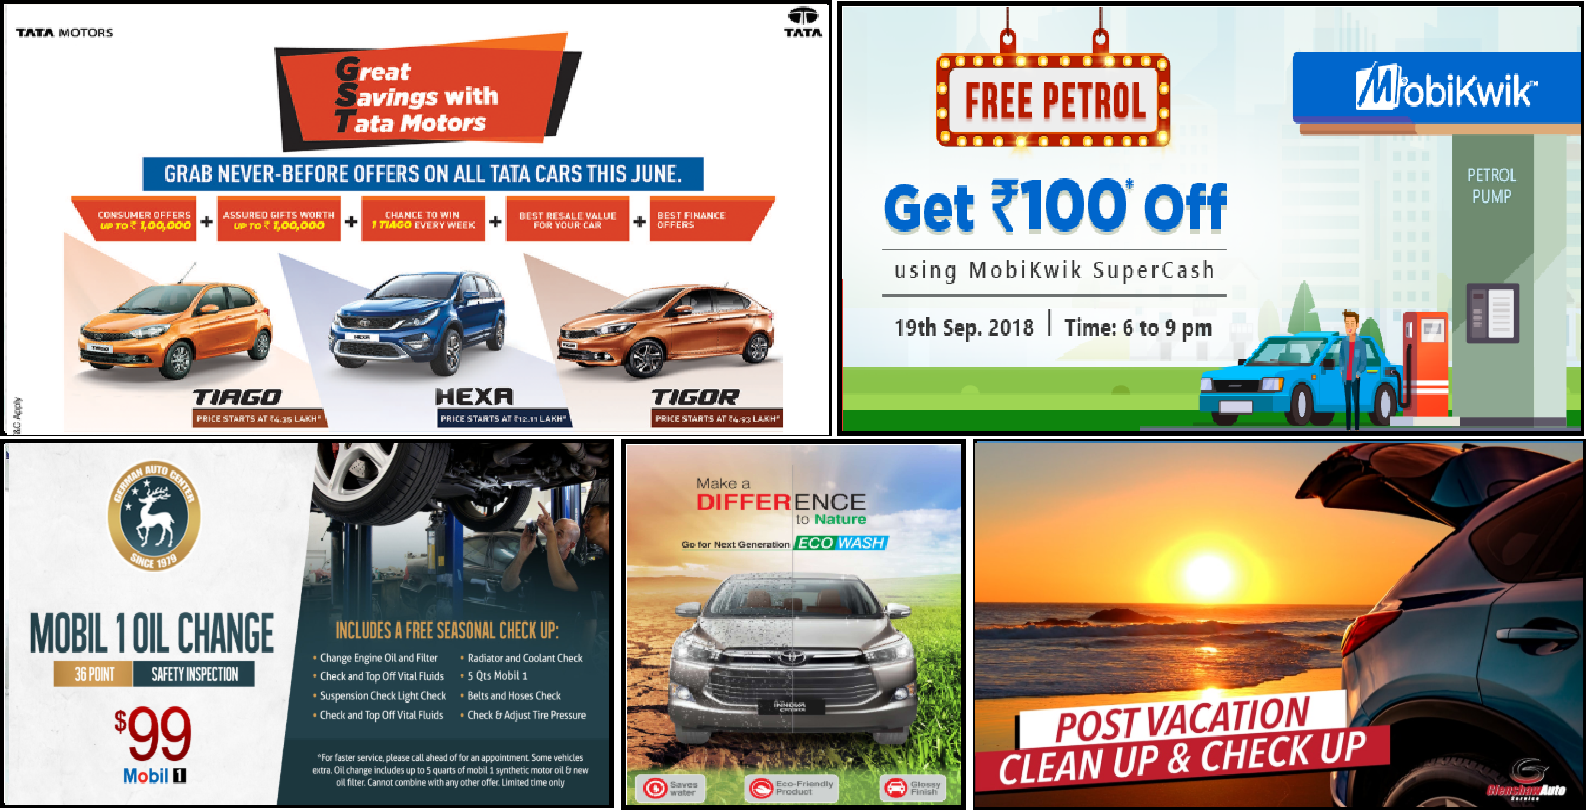 TATA MOTORS
TATA
Great
Savings with
Tata Motors
GRAB NEVER-BEFORE OFFERS ON ALL TATA CARS THIS JUNE.
CONSUMER OFFERS
UP TO ₹ 1,00,000
+
ASSURED GIFTS WORTH
UP TO ₹ 1,00,000
+
CHANCE TO WIN
1 TIAGO EVERY WEEK
+
BEST RESALE VALUE
FOR YOUR CAR
+
BEST FINANCE
OFFERS
TIAGO
HEXA
TIGOR
TIAGO
PRICE STARTS AT ₹4.35 LAKH*
HEXA
PRICE STARTS AT ₹12.11 LAKH*
TIGOR
PRICE STARTS AT ₹4.93 LAKH*
&C Apply
FREE PETROL
Get ₹100* Off
using MobiKwik SuperCash
19th Sep. 2018 | Time: 6 to 9 pm
MobiKwik™
PETROL
PUMP
GERMAN AUTO CENTER
SINCE 1979
MOBIL 1 OIL CHANGE
36 POINT SAFETY INSPECTION
$99
Mobil 1
INCLUDES A FREE SEASONAL CHECK UP:
• Change Engine Oil and Filter
• Check and Top Off Vital Fluids
• Suspension Check Light Check
• Check and Top Off Vital Fluids
• Radiator and Coolant Check
• 5 Qts Mobil 1
• Belts and Hoses Check
• Check & Adjust Tire Pressure
*For faster service, please call ahead of for an appointment. Some vehicles
extra. Oil change includes up to 5 quarts of mobil 1 synthetic motor oil & new
oil filter. Cannot combine with any other offer. Limited time only
Make a
DIFFERENCE
to Nature
Go for Next Generation ECO WASH
INNOVA
CRYSTA
Saves
water
Eco-Friendly
Product
Glossy
Finish
POST VACATION
CLEAN UP & CHECK UP
GlenshawAuto
Service